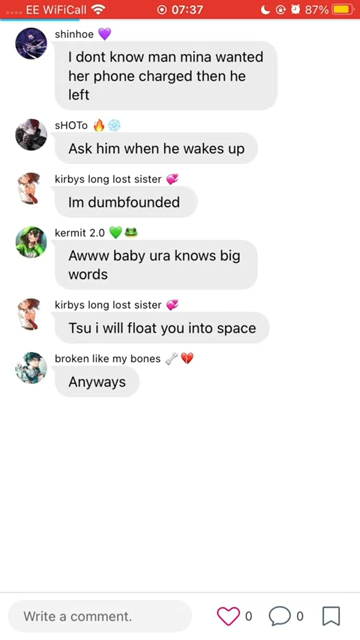 EE WiFiCall 07:37 87%
shinhoe 💜
I dont know man mina wanted
her phone charged then he
left
sHOTo 🔥❄️
Ask him when he wakes up
kirbys long lost sister 💞
Im dumbfounded
kermit 2.0 💚🐸
Awww baby ura knows big
words
kirbys long lost sister 💞
Tsu i will float you into space
broken like my bones 🦴💔
Anyways
Write a comment. 0 0